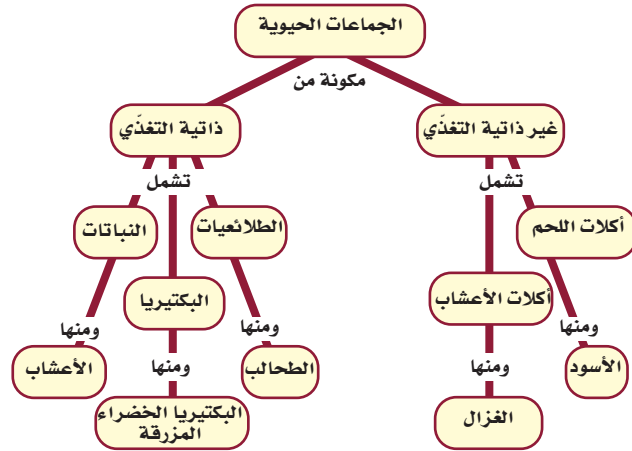 الجماعات الحيوية
مكونة من
غير ذاتية التغذّي
ذاتية التغذّي
تشمل
تشمل
أكلات اللحم
الطلائعيات
النباتات
أكلات الأعشاب
البكتيريا
ومنها
ومنها
ومنها
الأسود
الطحالب
الأعشاب
ومنها
ومنها
الغزال
البكتيريا الخضراء
المزرقة